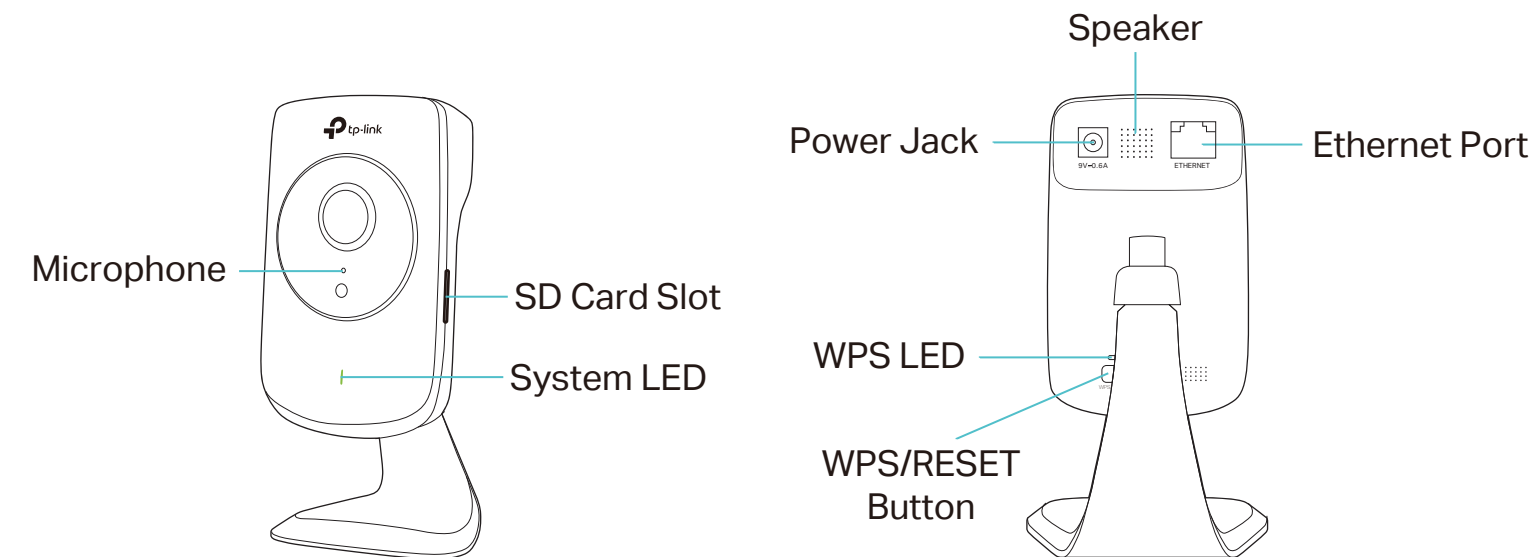 tp-link
Microphone
SD Card Slot
System LED
Speaker
Power Jack
Ethernet Port
9V⎓0.6A
ETHERNET
WPS LED
WPS
WPS/RESET
Button